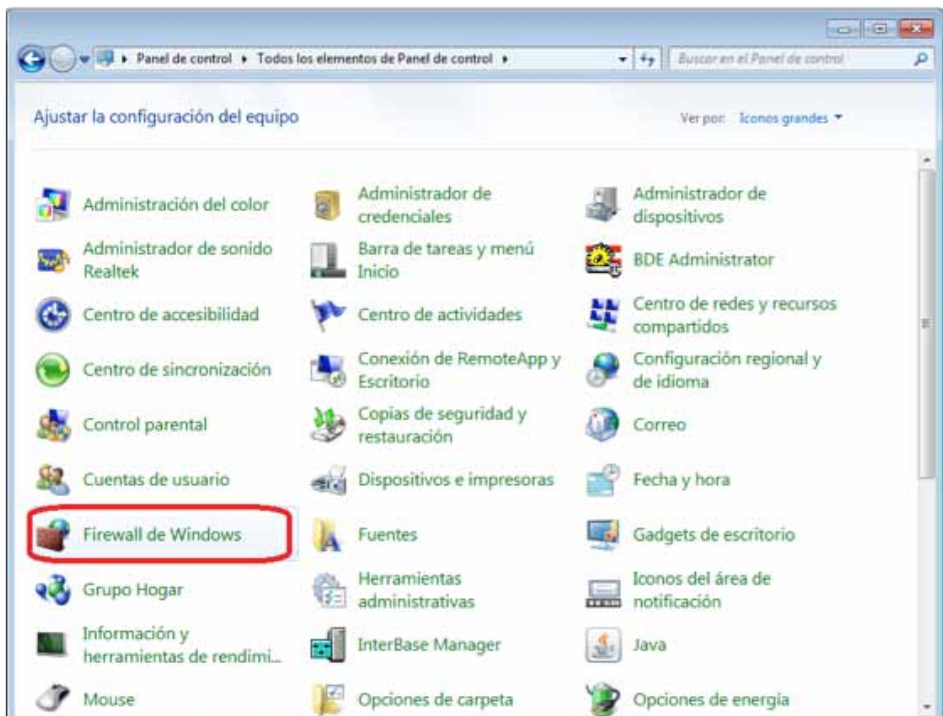 Panel de control
Todos los elementos de Panel de control
Buscar en el Panel de control
Ajustar la configuración del equipo
Ver por:
Iconos grandes
Administración del color
Administrador de
credenciales
Administrador de
dispositivos
Administrador de sonido
Realtek
Barra de tareas y menú
Inicio
BDE Administrator
Centro de accesibilidad
Centro de actividades
Centro de redes y recursos
compartidos
Centro de sincronización
Conexión de RemoteApp y
Escritorio
Configuración regional y
de idioma
Control parental
Copias de seguridad y
restauración
Correo
Cuentas de usuario
Dispositivos e impresoras
Fecha y hora
Firewall de Windows
Fuentes
Gadgets de escritorio
Grupo Hogar
Herramientas
administrativas
Iconos del área de
notificación
Información y
herramientas de rendimi...
InterBase Manager
Java
Mouse
Opciones de carpeta
Opciones de energía